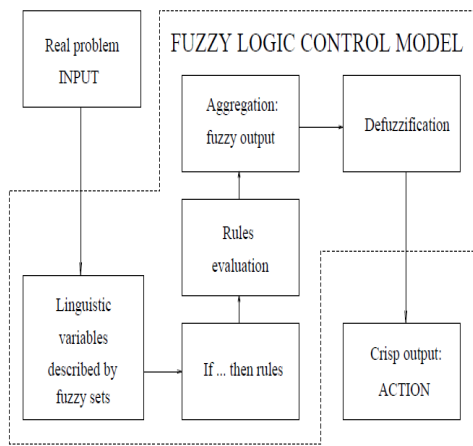 FUZZY LOGIC CONTROL MODEL
Real problem
INPUT
Linguistic
variables
described by
fuzzy sets
If ... then rules
Rules
evaluation
Aggregation:
fuzzy output
Defuzzification
Crisp output:
ACTION